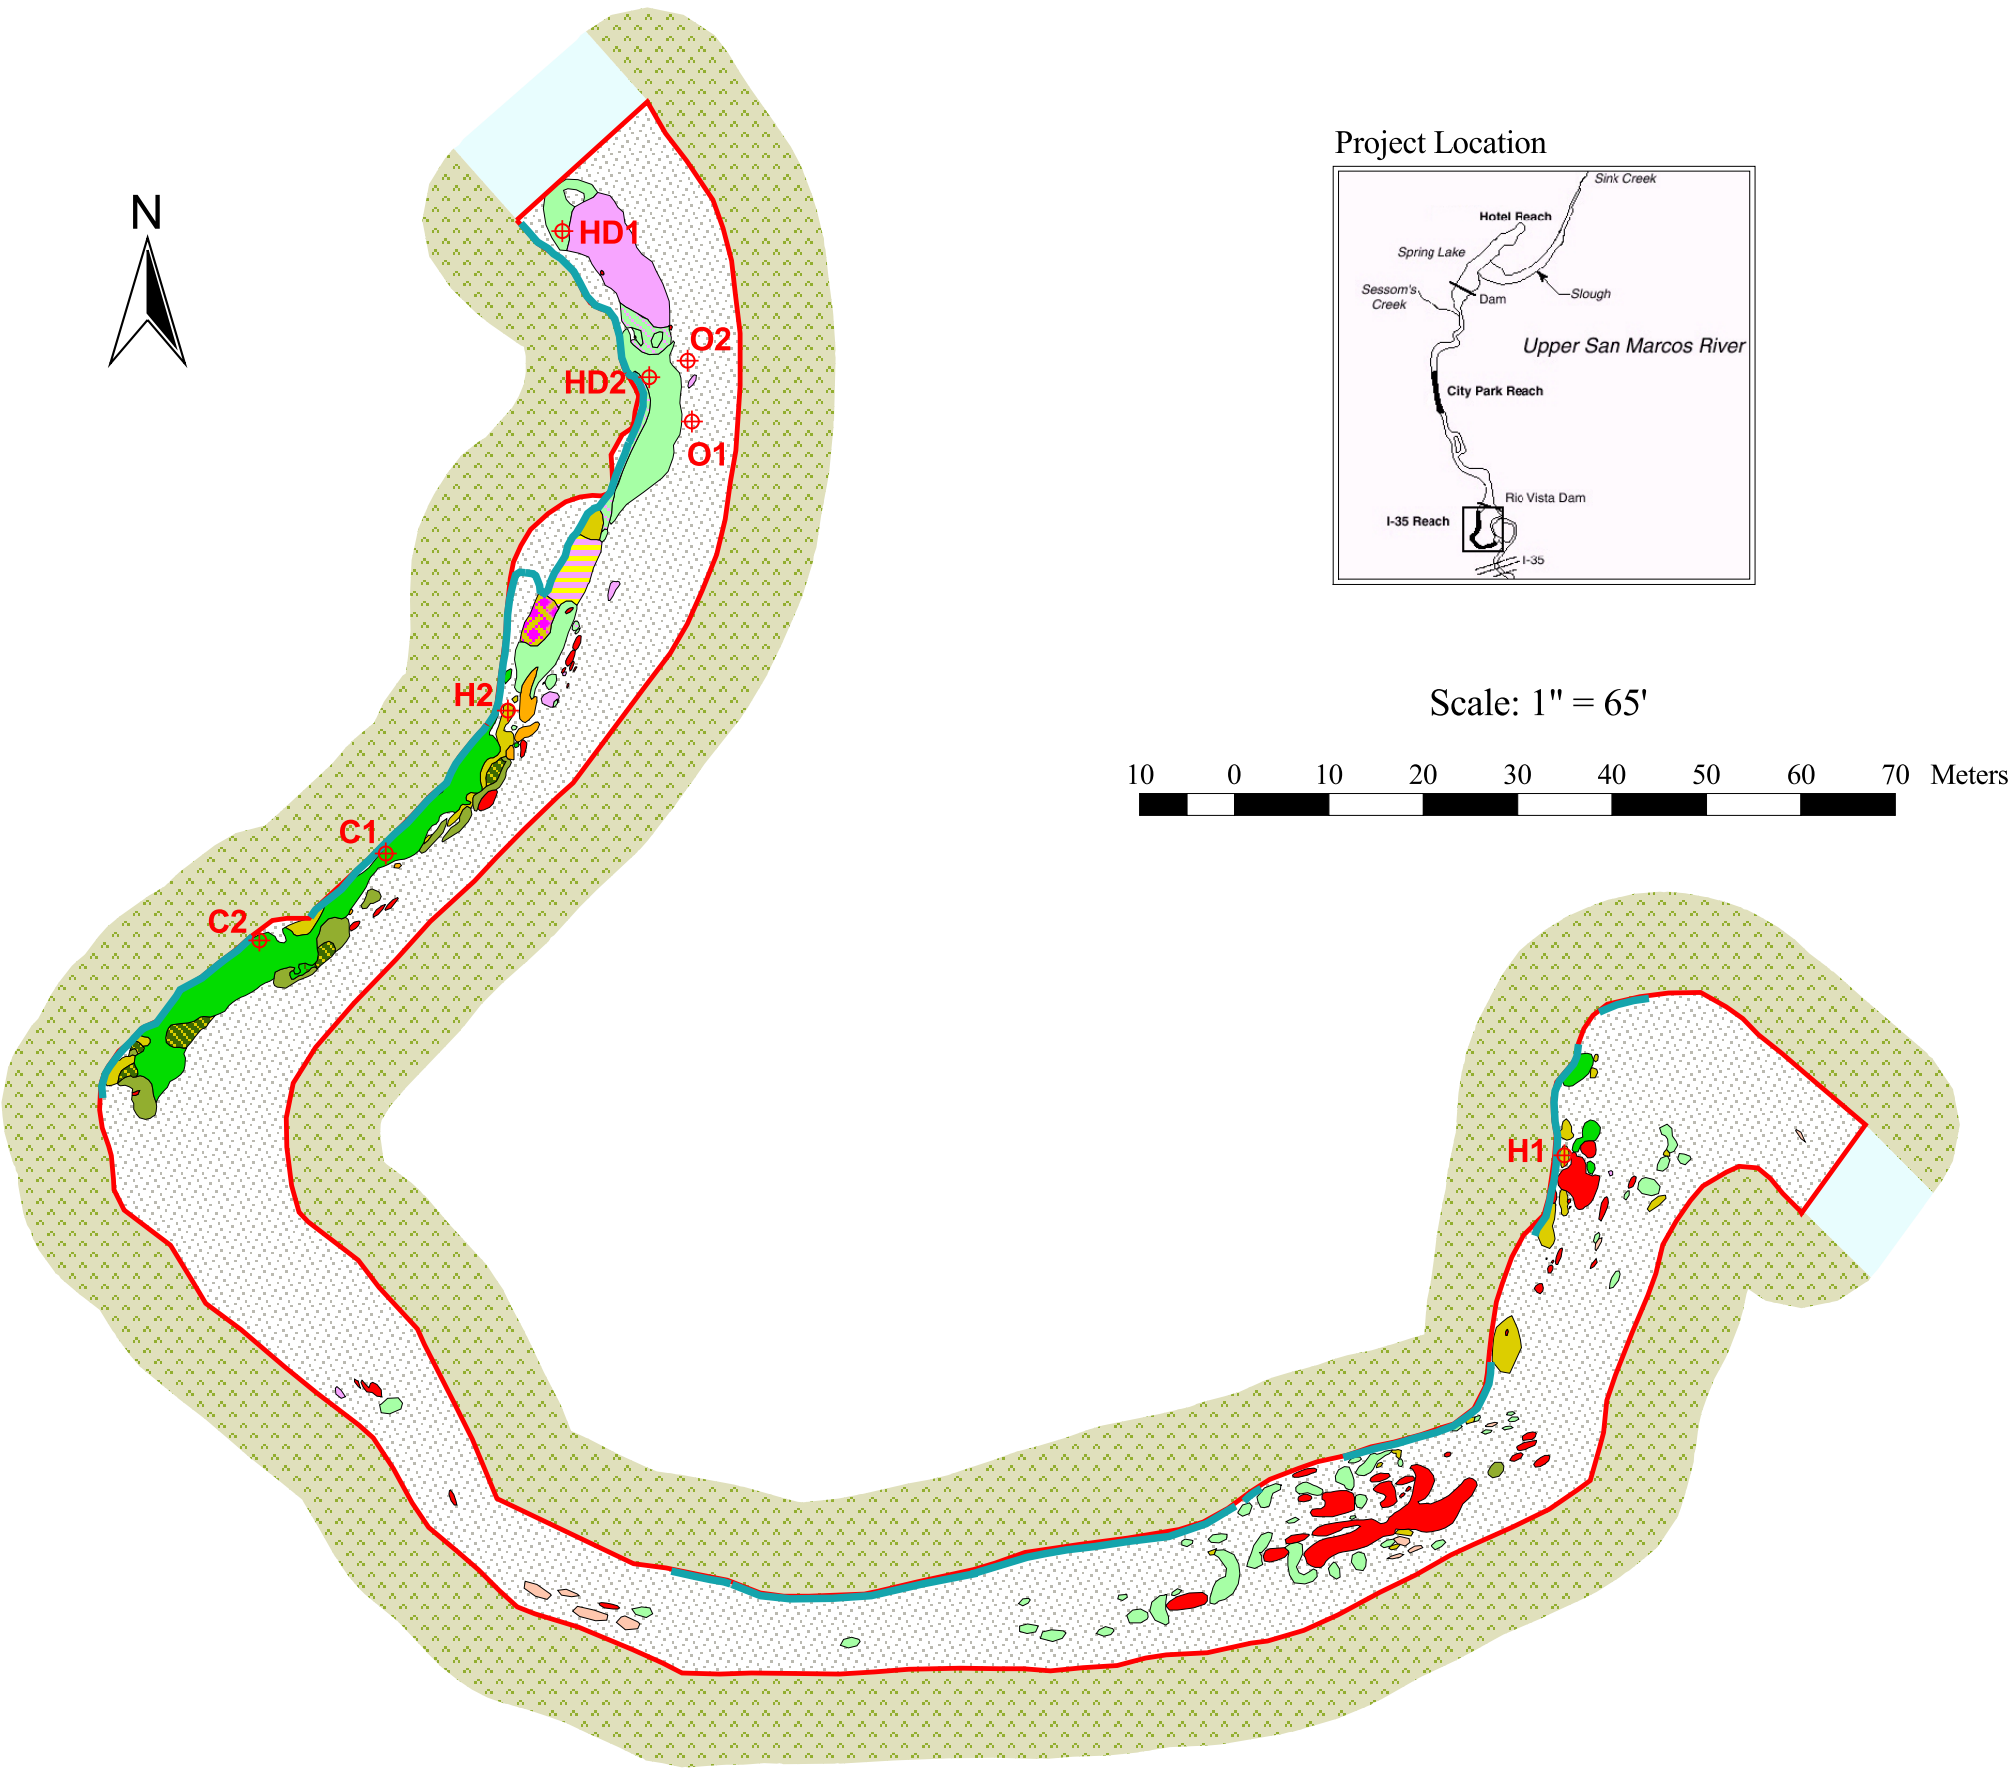 Project Location
Sink Creek
Hotel Reach
N
HD1
Spring Lake
Sessom's
Creek
Slough
Dam
O2
Upper San Marcos River
HD2
City Park Reach
O1
Rio Vista Dam
I-35 Reach
I-35
H2
Scale: 1" = 65'
10 0 10 20 30 40 50 60 70 Meters
C1
C2
H1